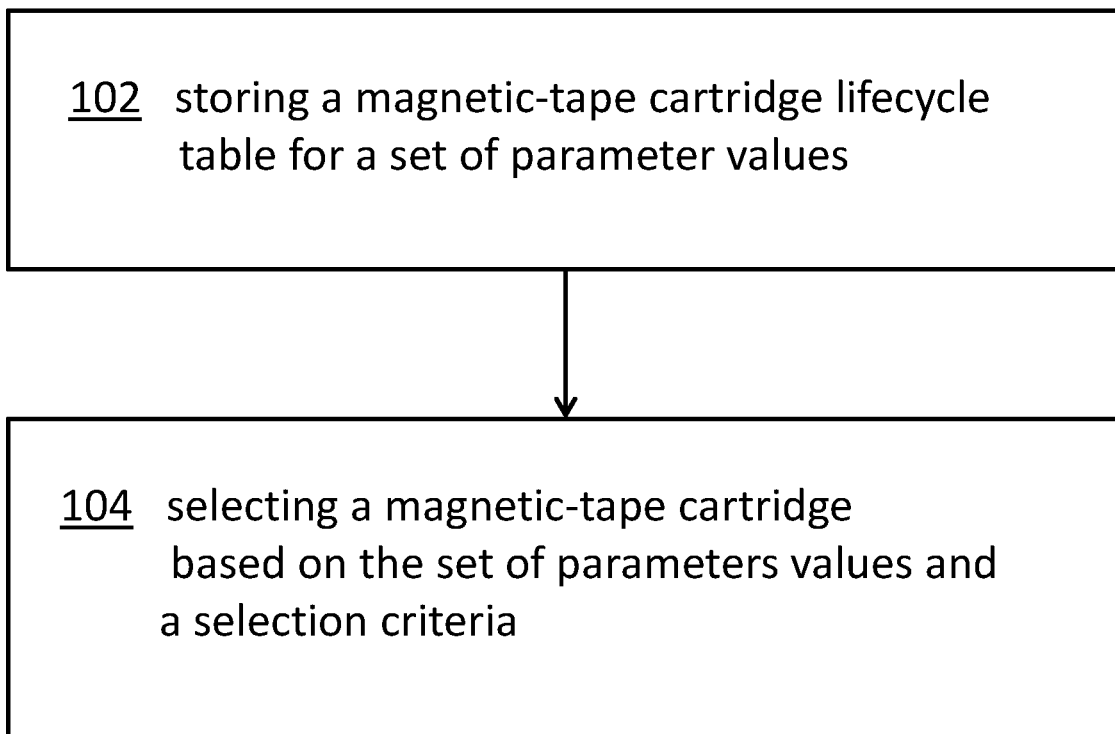 102 storing a magnetic-tape cartridge lifecycle
table for a set of parameter values
104 selecting a magnetic-tape cartridge
based on the set of parameters values and
a selection criteria